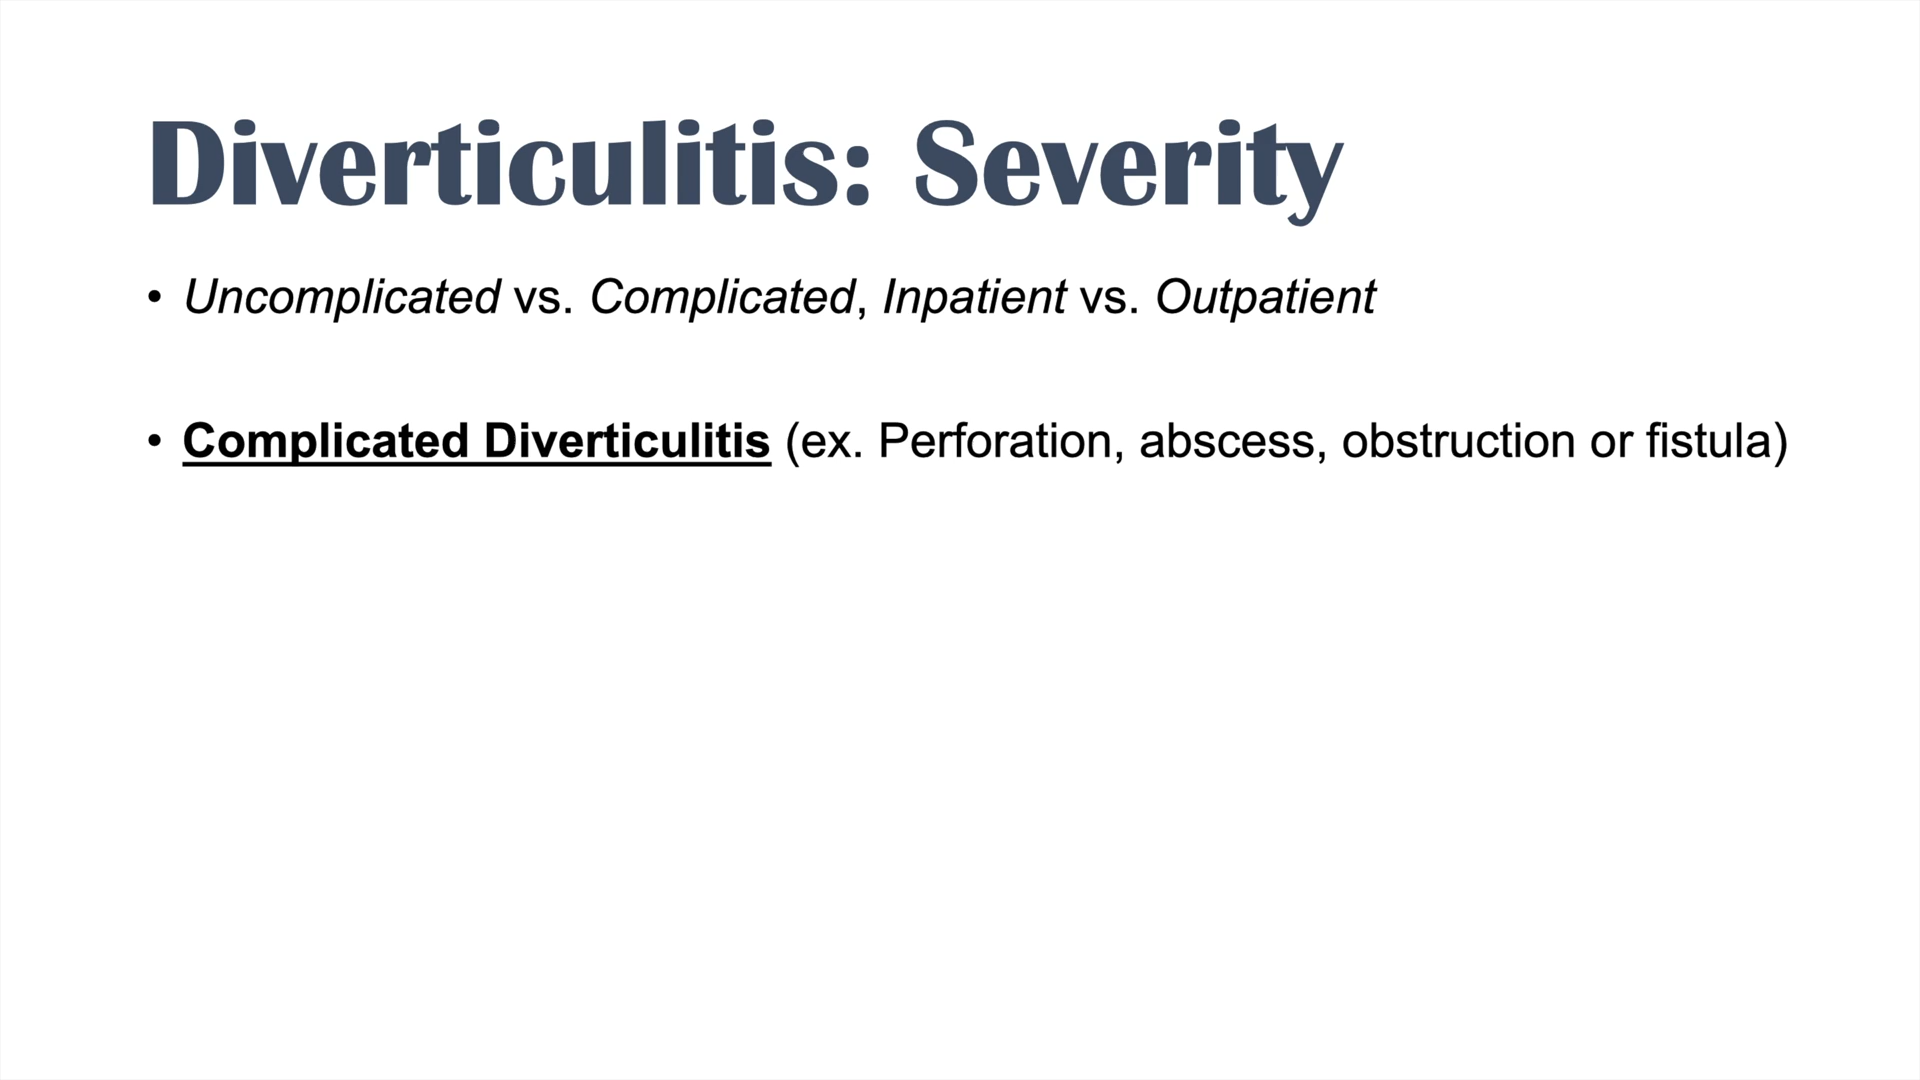 Diverticulitis: Severity
• Uncomplicated vs. Complicated, Inpatient vs. Outpatient
• Complicated Diverticulitis (ex. Perforation, abscess, obstruction or fistula)